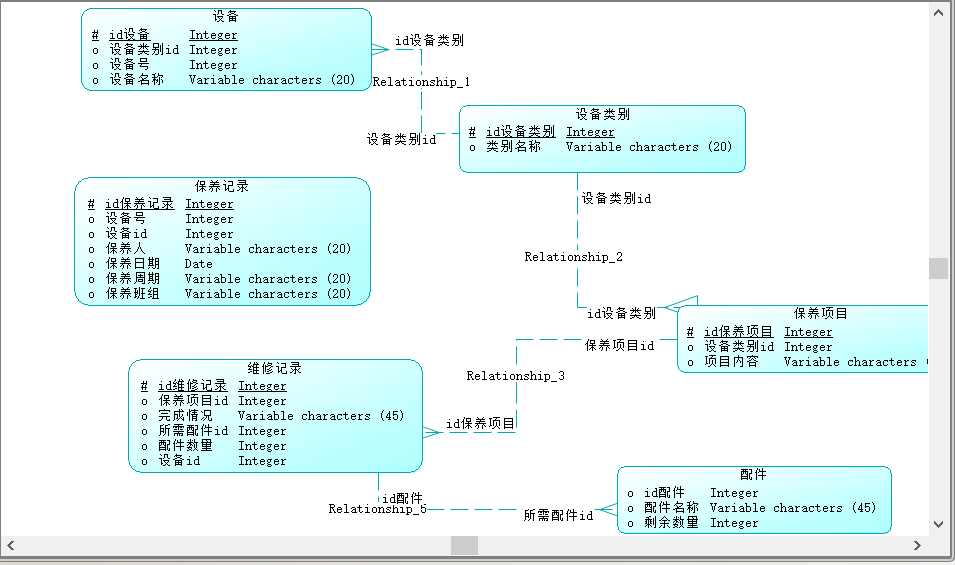 设备
# id设备 Integer
o 设备类别id Integer
o 设备号 Integer
o 设备名称 Variable characters (20)
id设备类别
Relationship_1
设备类别id
设备类别
# id设备类别 Integer
o 类别名称 Variable characters (20)
保养记录
# id保养记录 Integer
o 设备号 Integer
o 设备id Integer
o 保养人 Variable characters (20)
o 保养日期 Date
o 保养周期 Variable characters (20)
o 保养班组 Variable characters (20)
设备类别id
Relationship_2
id设备类别
保养项目
# id保养项目 Integer
o 设备类别id Integer
o 项目内容 Variable characters
保养项目id
Relationship_3
id保养项目
维修记录
# id维修记录 Integer
o 保养项目id Integer
o 完成情况 Variable characters (45)
o 所需配件id Integer
o 配件数量 Integer
o 设备id Integer
id配件
Relationship_5
所需配件id
配件
o id配件 Integer
o 配件名称 Variable characters (45)
o 剩余数量 Integer